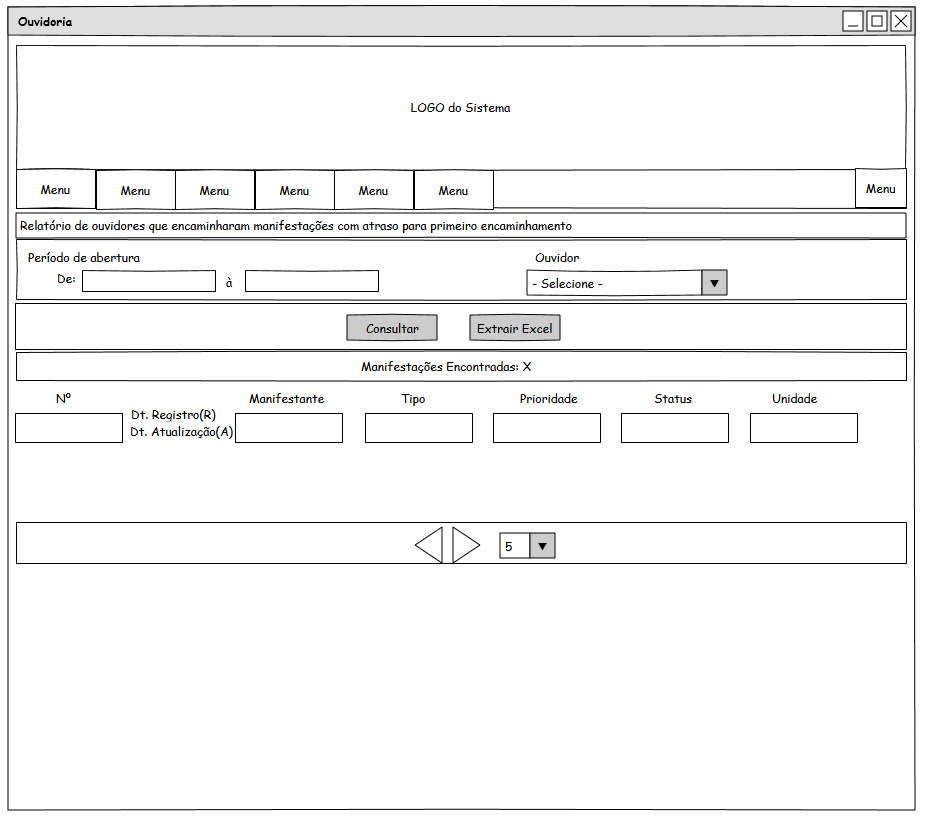 Ouvidoria
LOGO do Sistema
Menu Menu Menu Menu Menu Menu Menu
Relatório de ouvidores que encaminharam manifestações com atraso para primeiro encaminhamento
Período de abertura Ouvidor
De: à - Selecione -
Consultar Extrair Excel
Manifestações Encontradas: X
Nº Manifestante Tipo Prioridade Status Unidade
Dt. Registro(R)
Dt. Atualização(A)
5